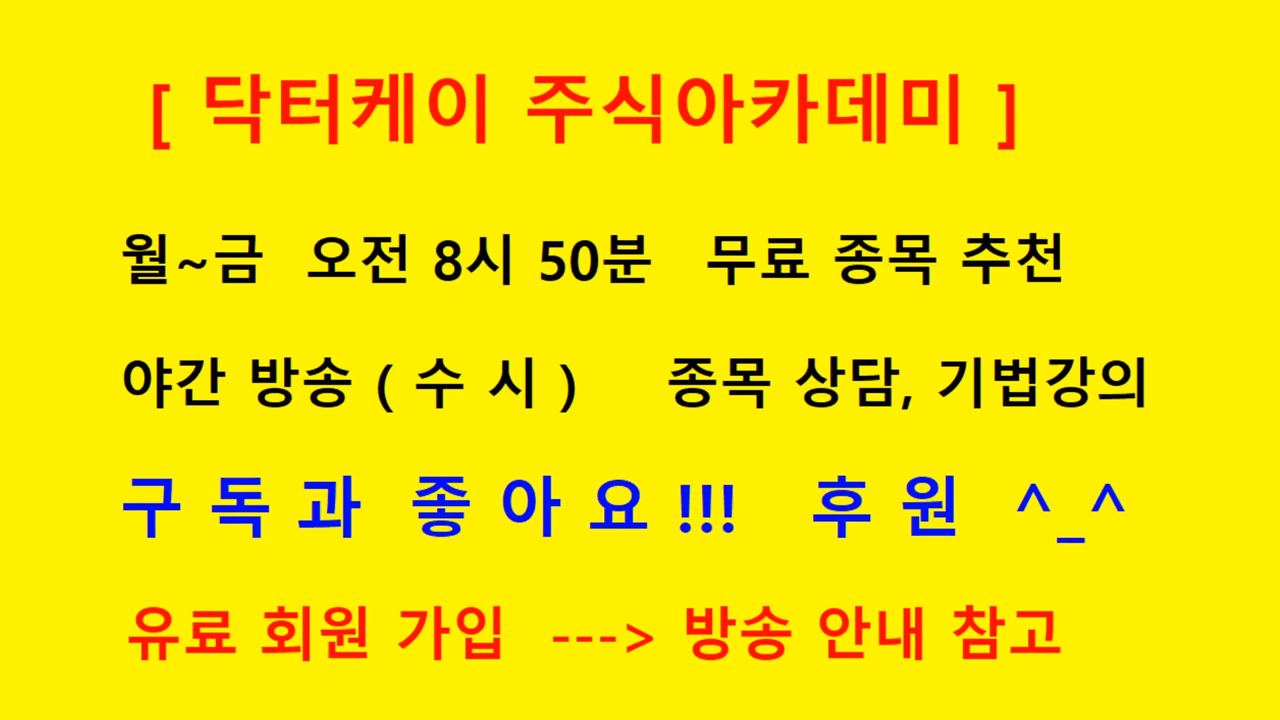 [ 닥터케이 주식아카데미 ]
월~금 오전 8시 50분 무료 종목 추천
야간 방송 ( 수 시 ) 종목 상담, 기법강의
구 독 과 좋 아 요 !!! 후 원 ^_^
유료 회원 가입 ---> 방송 안내 참고